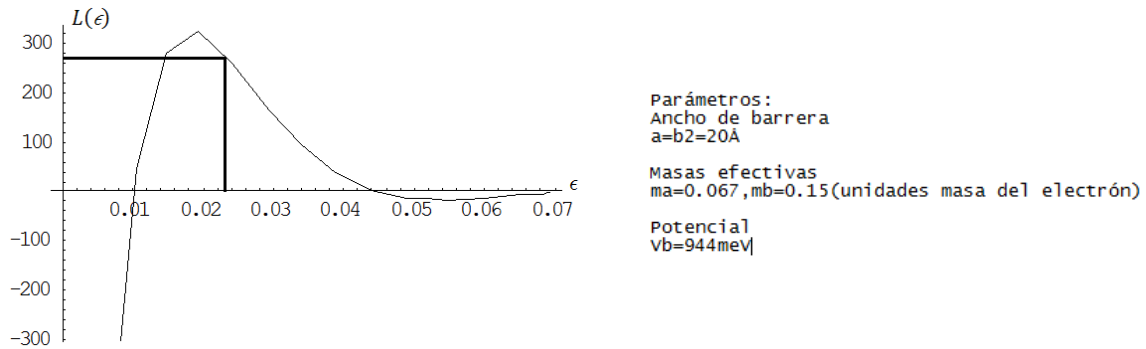 L(ϵ)
300
200
100
-100
-200
-300
0.01 0.02 0.03 0.04 0.05 0.06 0.07
ϵ
Parámetros:
Ancho de barrera
a=b2=20Å
Masas efectivas
ma=0.067,mb=0.15(unidades masa del electrón)
Potencial
Vb=944meV